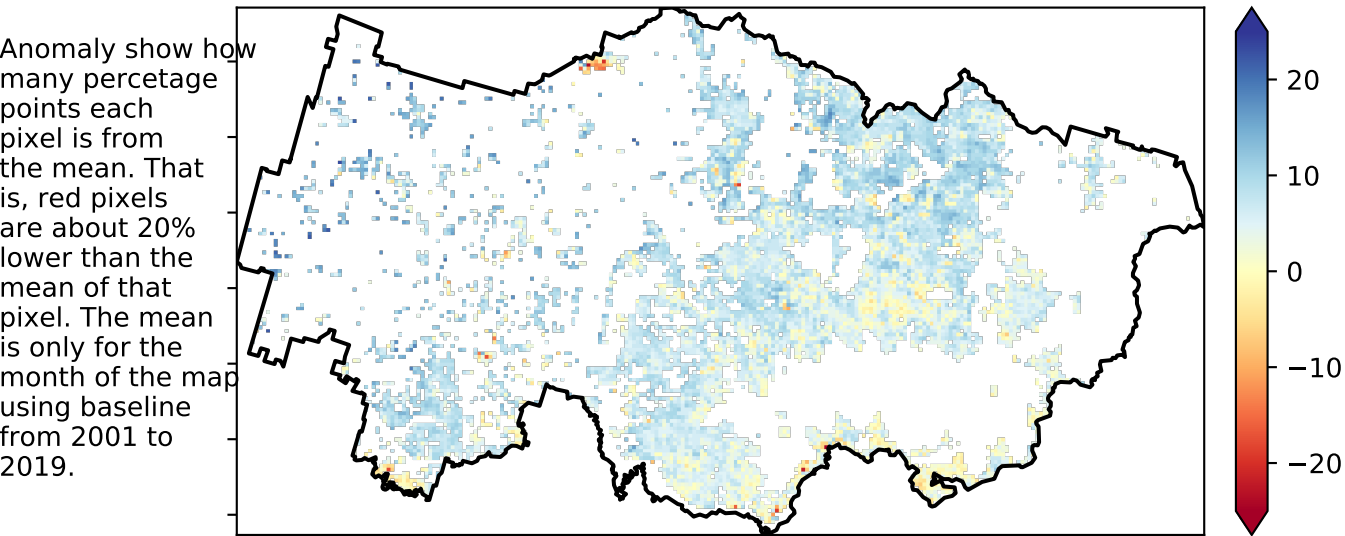 Anomaly show how
many percetage
points each
pixel is from
the mean. That
is, red pixels
are about 20%
lower than the
mean of that
pixel. The mean
is only for the
month of the map
using baseline
from 2001 to
2019.
20
10
0
−10
−20